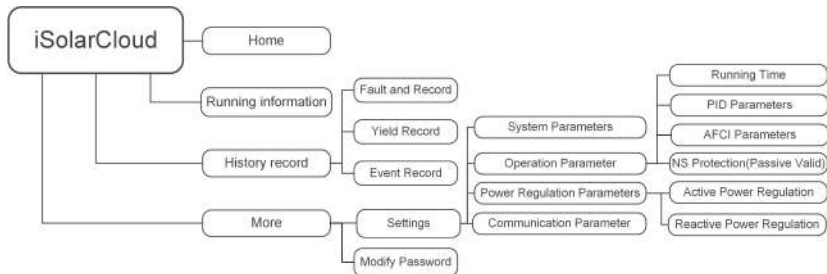 iSolarCloud
Home
Running information
History record
Fault and Record
Yield Record
Event Record
More
Settings
Modify Password
System Parameters
Operation Parameter
Power Regulation Parameters
Communication Parameter
Running Time
PID Parameters
AFCI Parameters
NS Protection(Passive Valid)
Active Power Regulation
Reactive Power Regulation